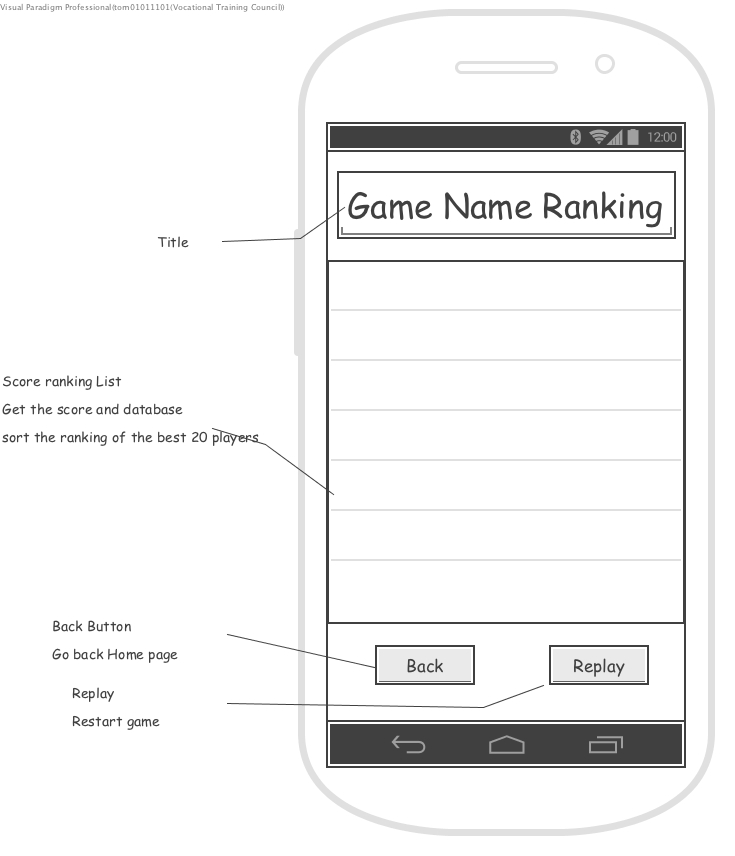 Visual Paradigm Professional(tom01011101(Vocational Training Council))
12:00
Game Name Ranking
Title
Score ranking List
Get the score and database
sort the ranking of the best 20 players
Back Button
Go back Home page
Back
Replay
Replay
Restart game